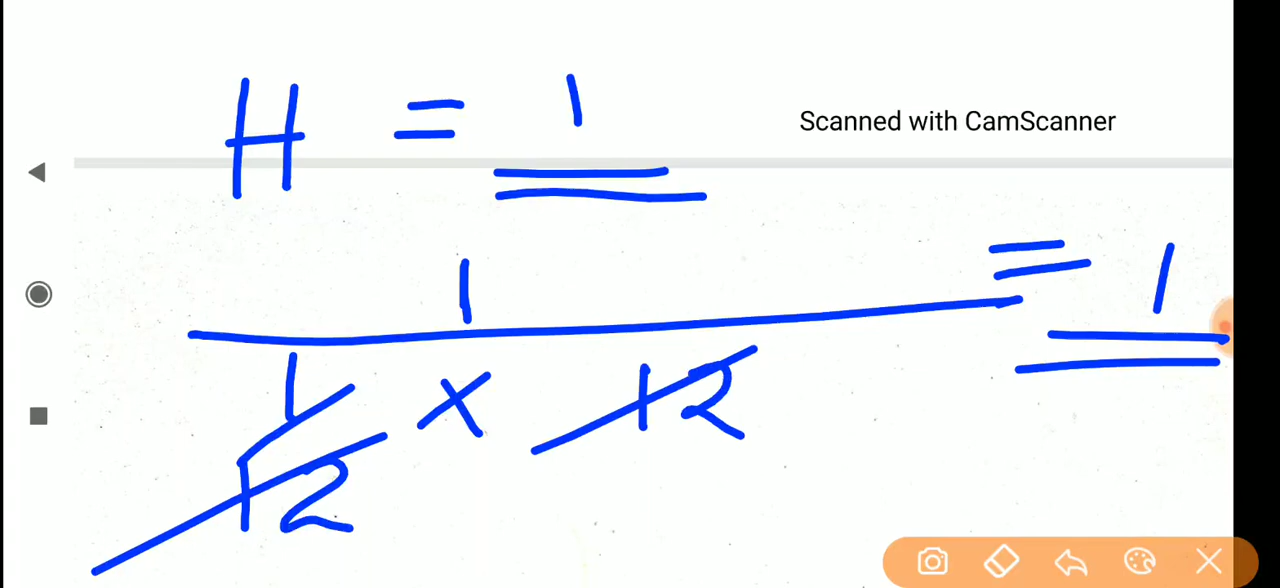 H = 1
Scanned with CamScanner
1 = 1
1/12 × 12